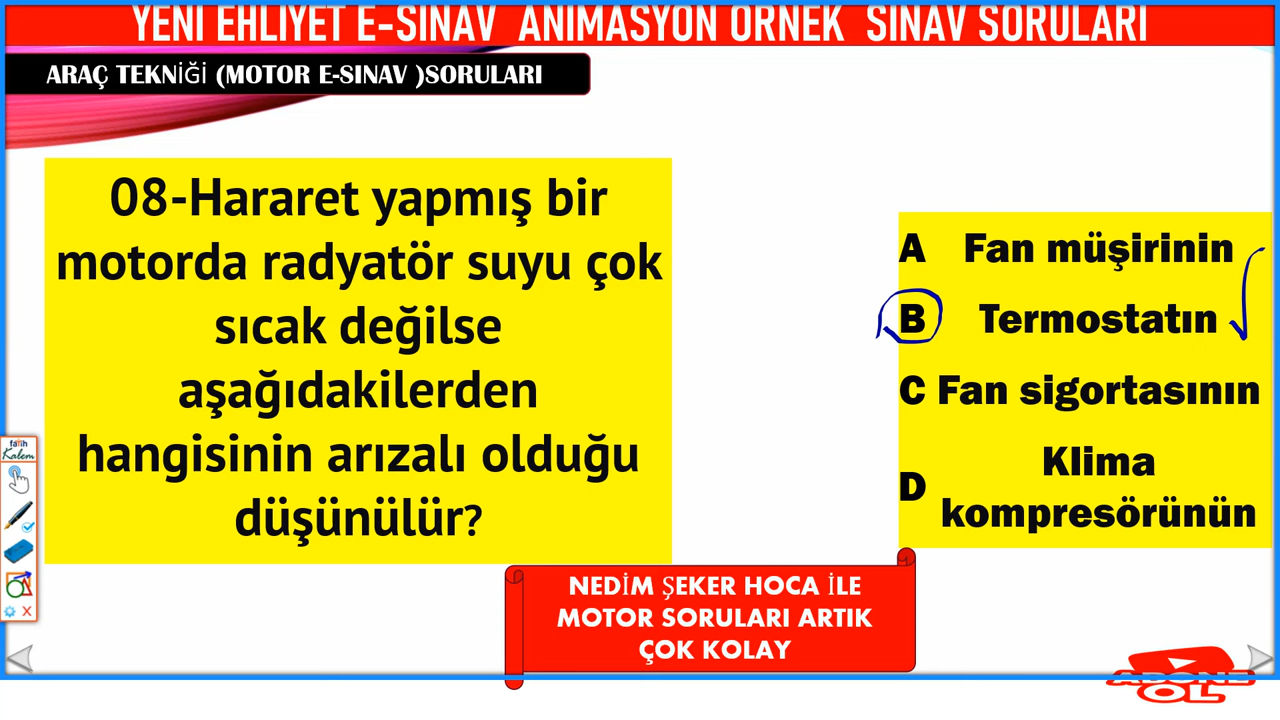 YENİ EHLİYET E-SINAV ANİMASYON ÖRNEK SINAV SORULARI
ARAÇ TEKNİĞİ (MOTOR E-SINAV )SORULARI
08-Hararet yapmış bir
motorda radyatör suyu çok
sıcak değilse
aşağıdakilerden
hangisinin arızalı olduğu
düşünülür?
A Fan müşirinin
B Termostatın
C Fan sigortasının
D Klima
kompresörünün
fatih
Kalem
NEDİM ŞEKER HOCA İLE
MOTOR SORULARI ARTIK
ÇOK KOLAY
ABONE
OL